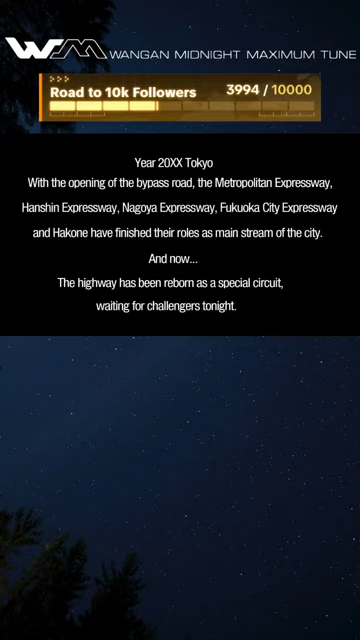 WM WANGAN MIDNIGHT MAXIMUM TUNE
>>>
Road to 10k Followers 3994 / 10000
Year 20XX Tokyo
With the opening of the bypass road, the Metropolitan Expressway,
Hanshin Expressway, Nagoya Expressway, Fukuoka City Expressway
and Hakone have finished their roles as main stream of the city.
And now...
The highway has been reborn as a special circuit,
waiting for challengers tonight.